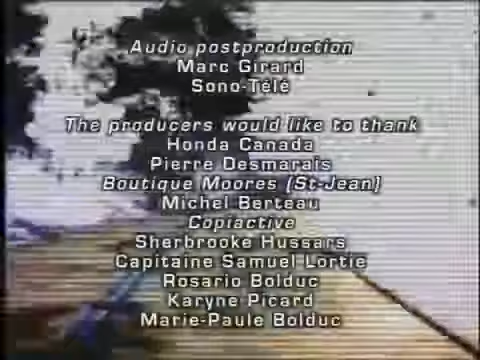 Audio postproduction
Marc Girard
Sono-Télé
The producers would like to thank
Honda Canada
Pierre Desmarais
Boutique Moores (St-Jean)
Michel Berteau
Copiactive
Sherbrooke Hussars
Capitaine Samuel Lortie
Rosario Bolduc
Karyne Picard
Marie-Paule Bolduc